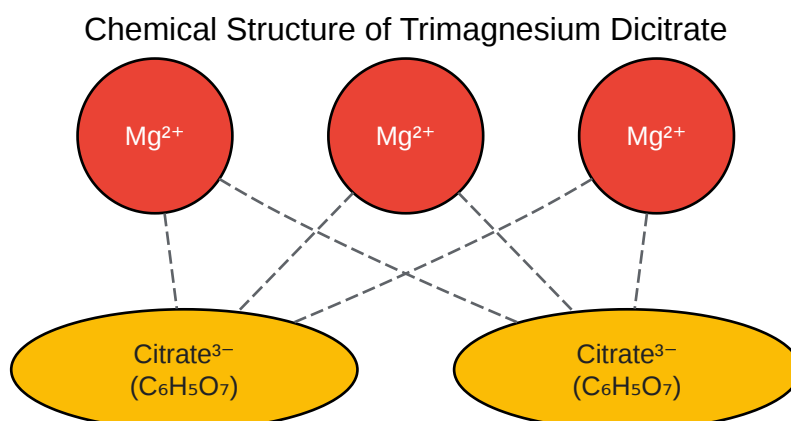 Chemical Structure of Trimagnesium Dicitrate
Mg²⁺
Mg²⁺
Mg²⁺
Citrate³⁻
(C₆H₅O₇)
Citrate³⁻
(C₆H₅O₇)